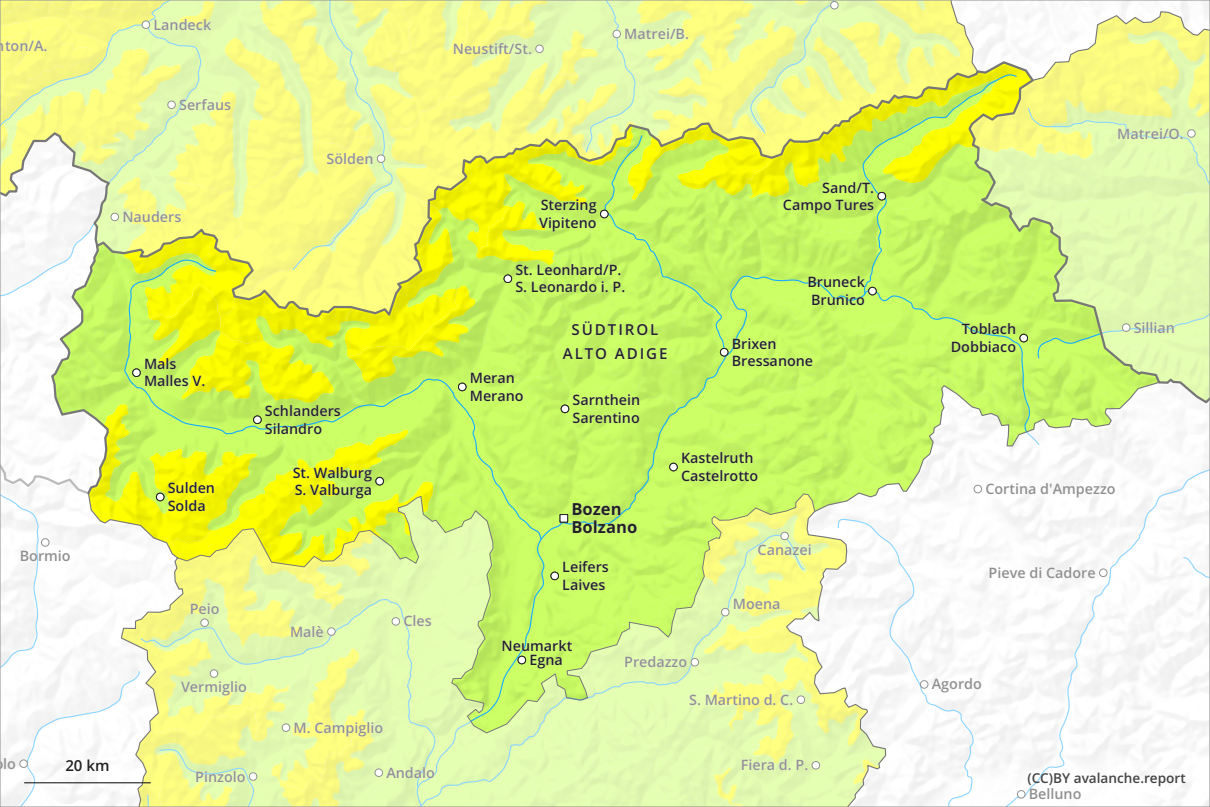 Landeck
Matrei/B.
nton/A.
Neustift/St.
Serfaus
Matrei/O.
Sölden
Sand/T.
Campo Tures
Sterzing
Vipiteno
Nauders
St. Leonhard/P.
S. Leonardo i. P.
Bruneck
Brunico
SÜDTIROL
ALTO ADIGE
Toblach
Dobbiaco
Sillian
Brixen
Bressanone
Mals
Malles V.
Meran
Merano
Sarnthein
Sarentino
Schlanders
Silandro
Kastelruth
Castelrotto
St. Walburg
S. Valburga
Sulden
Solda
Cortina d'Ampezzo
Bozen
Bolzano
Bormio
Canazei
Leifers
Laives
Pieve di Cadore
Peio
Moena
Malè
Cles
Neumarkt
Egna
Predazzo
Vermiglio
Agordo
S. Martino d. C.
M. Campiglio
olo
20 km
Pinzolo
Andalo
Fiera d. P.
(CC)BY avalanche.report
Belluno